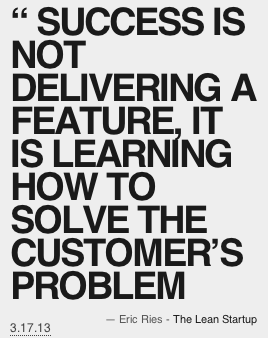 “ SUCCESS IS
NOT
DELIVERING A
FEATURE, IT
IS LEARNING
HOW TO
SOLVE THE
CUSTOMER’S
PROBLEM
— Eric Ries - The Lean Startup
3.17.13